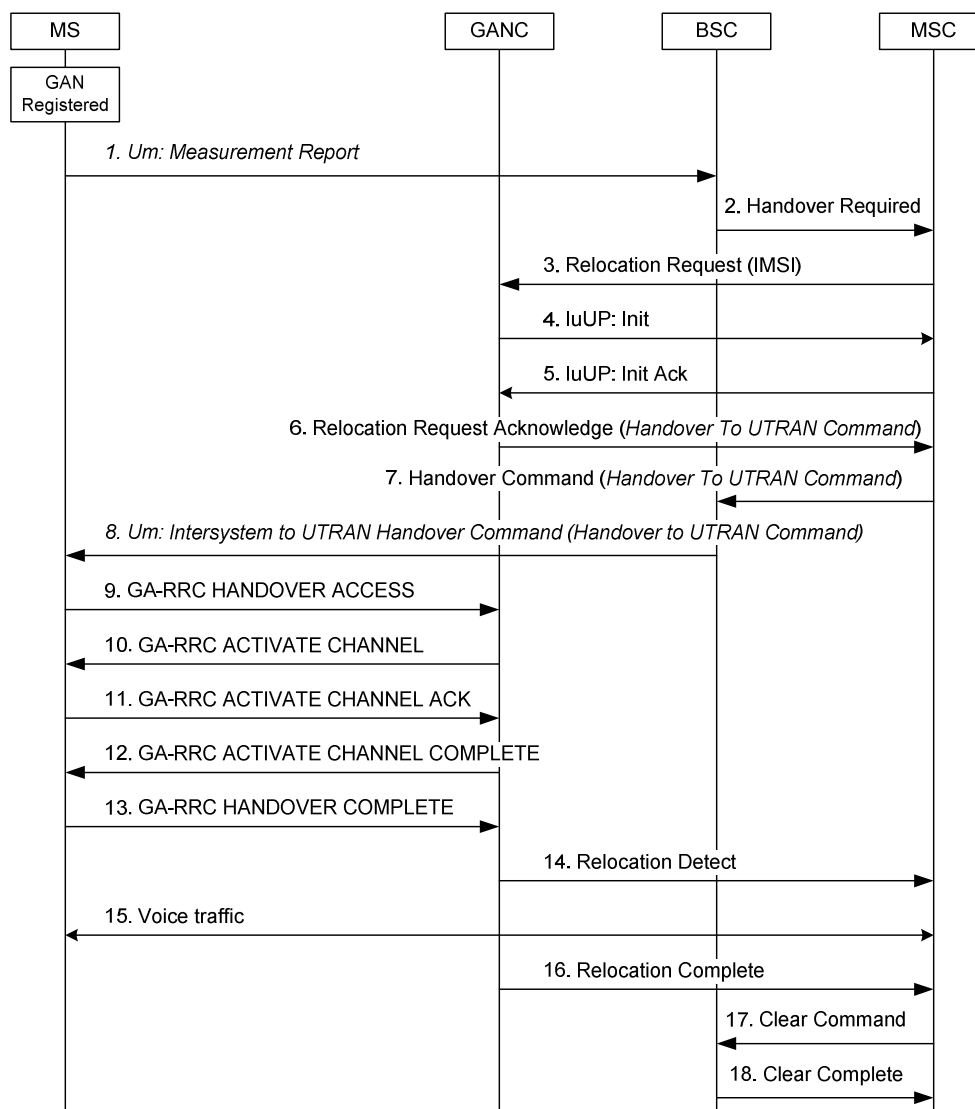 MS
GANC
BSC
MSC
GAN
Registered
1. Um: Measurement Report
2. Handover Required
3. Relocation Request (IMSI)
4. IuUP: Init
5. IuUP: Init Ack
6. Relocation Request Acknowledge (Handover To UTRAN Command)
7. Handover Command (Handover To UTRAN Command)
8. Um: Intersystem to UTRAN Handover Command (Handover to UTRAN Command)
9. GA-RRC HANDOVER ACCESS
10. GA-RRC ACTIVATE CHANNEL
11. GA-RRC ACTIVATE CHANNEL ACK
12. GA-RRC ACTIVATE CHANNEL COMPLETE
13. GA-RRC HANDOVER COMPLETE
14. Relocation Detect
15. Voice traffic
16. Relocation Complete
17. Clear Command
18. Clear Complete